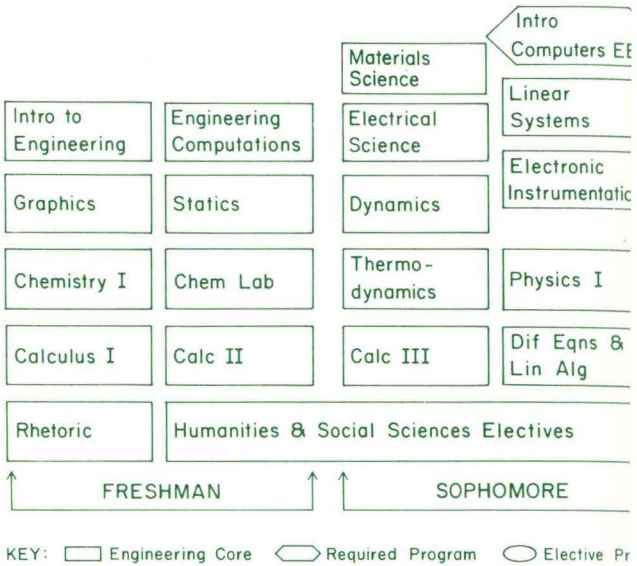 Intro
Computers EE
Materials
Science
Linear
Systems
Intro to
Engineering
Engineering
Computations
Electrical
Science
Electronic
Graphics
Statics
Dynamics
Chemistry I
Chem Lab
Thermo-
dynamics
Physics I
Calculus I
Calc II
Calc III
Dif Eqns &
Lin Alg
Rhetoric
Humanities & Social Sciences Electives
FRESHMAN
SOPHOMORE
KEY: Engineering Core Required Program Elective